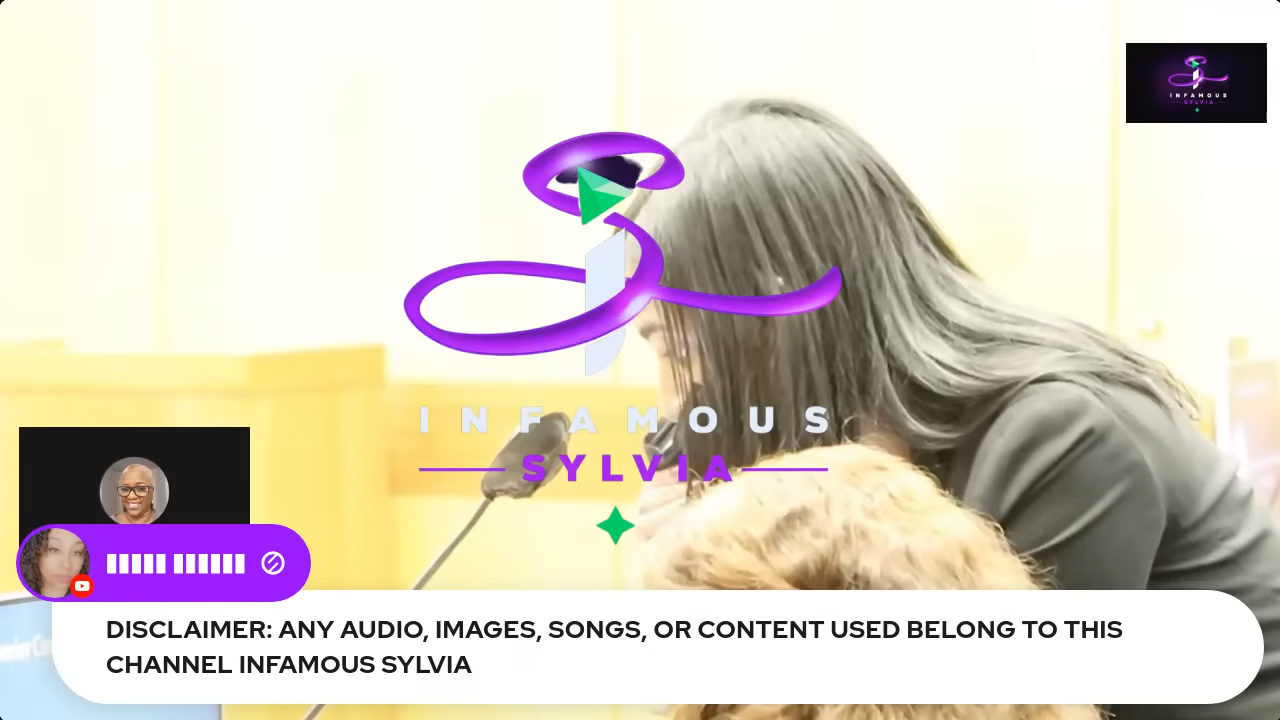 INFAMOUS
SYLVIA
INFAMOUS
SYLVIA
DISCLAIMER: ANY AUDIO, IMAGES, SONGS, OR CONTENT USED BELONG TO THIS
CHANNEL INFAMOUS SYLVIA